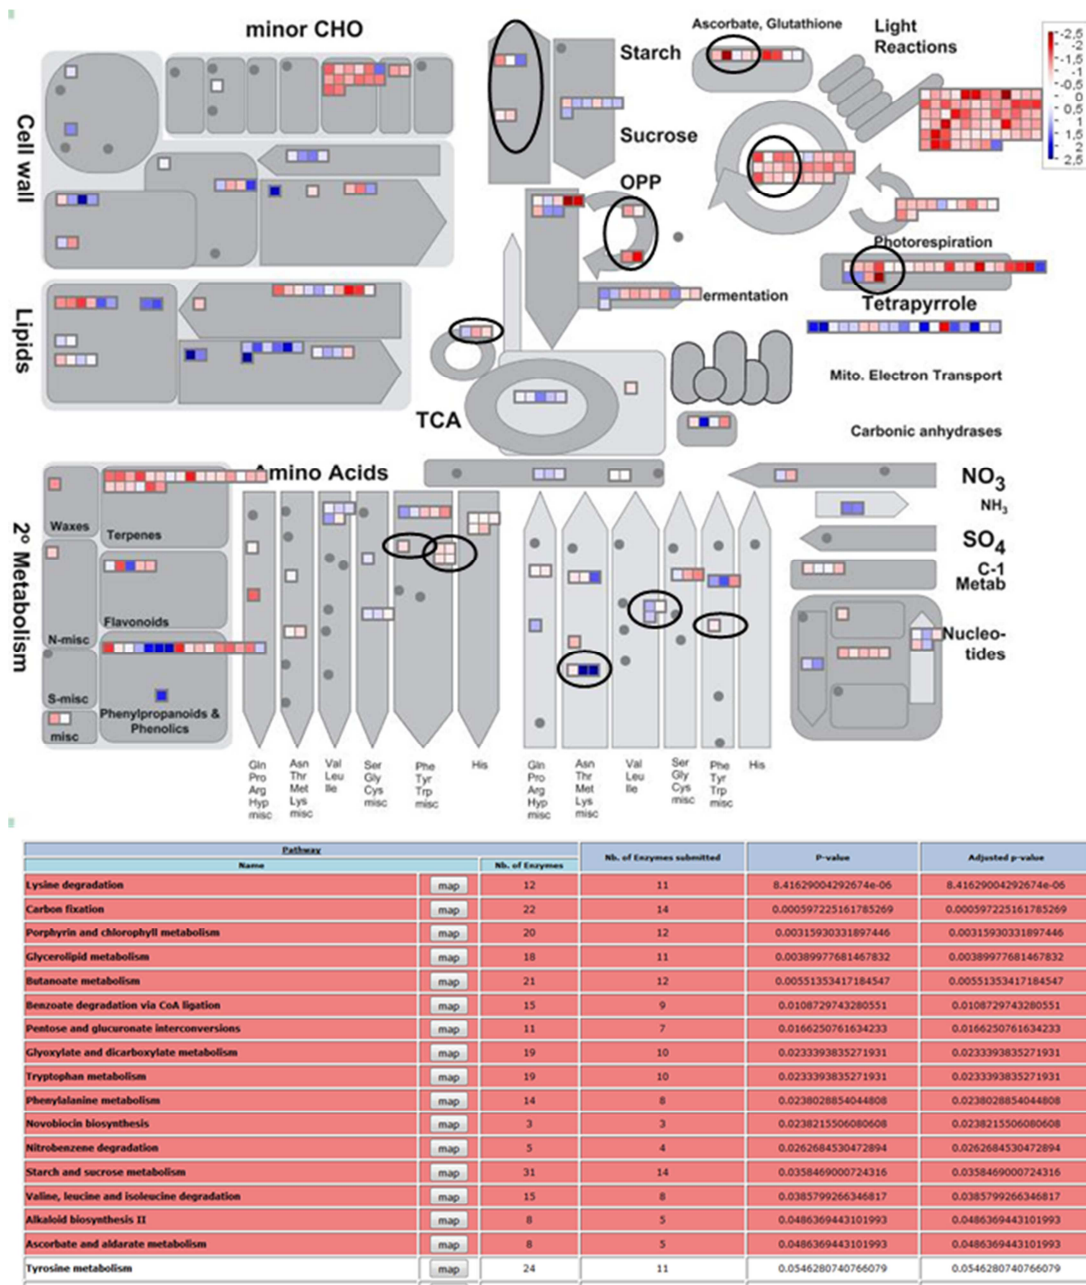 minor CHO
Ascorbate, Glutathione
Light
Reactions
Starch
Sucrose
-2.5
-2
-1
0
1
2
2.5
Cell wall
OPP
Photorespiration
Tetrapyrrole
ermentation
Lipids
Mito. Electron Transport
TCA
Carbonic anhydrases
Amino Acids
NO3
NH3
SO4
C-1
Metab
Nucleo-
tides
2º Metabolism
Waxes
Terpenes
N-misc
Flavonoids
S-misc
Phenylpropanoids &
Phenolics
misc
Gln
Pro
Arg
Hyp
misc
Asn
Thr
Met
Lys
misc
Val
Leu
Ile
Ser
Gly
Cys
misc
Phe
Tyr
Trp
misc
His
Gln
Pro
Arg
Hyp
misc
Asn
Thr
Met
Lys
misc
Val
Leu
Ile
Ser
Gly
Cys
misc
Phe
Tyr
Trp
misc
His
Pathway
Name Nb. of Enzymes Nb. of Enzymes submitted P-value Adjusted p-value
Lysine degradation map 12 11 8.41629004292674e-06 8.41629004292674e-06
Carbon fixation map 22 14 0.000597225161785269 0.000597225161785269
Porphyrin and chlorophyll metabolism map 20 12 0.00315930331897446 0.00315930331897446
Glycerolipid metabolism map 18 11 0.00389977681467832 0.00389977681467832
Butanoate metabolism map 21 12 0.00551353417184547 0.00551353417184547
Benzoate degradation via CoA ligation map 15 9 0.0108729743280551 0.0108729743280551
Pentose and glucuronate interconversions map 11 7 0.0166250761634233 0.0166250761634233
Glyoxylate and dicarboxylate metabolism map 19 10 0.0233393835271931 0.0233393835271931
Tryptophan metabolism map 19 10 0.0233393835271931 0.0233393835271931
Phenylalanine metabolism map 14 8 0.0238028854044808 0.0238028854044808
Novobiocin biosynthesis map 3 3 0.0238215506080608 0.0238215506080608
Nitrobenzene degradation map 5 4 0.0262684530472894 0.0262684530472894
Starch and sucrose metabolism map 31 14 0.0358469000724316 0.0358469000724316
Valine, leucine and isoleucine degradation map 15 8 0.0385799266346817 0.0385799266346817
Alkaloid biosynthesis II map 8 5 0.0486369443101993 0.0486369443101993
Ascorbate and aldarate metabolism map 8 5 0.0486369443101993 0.0486369443101993
Tyrosine metabolism map 24 11 0.0546280740766079 0.0546280740766079